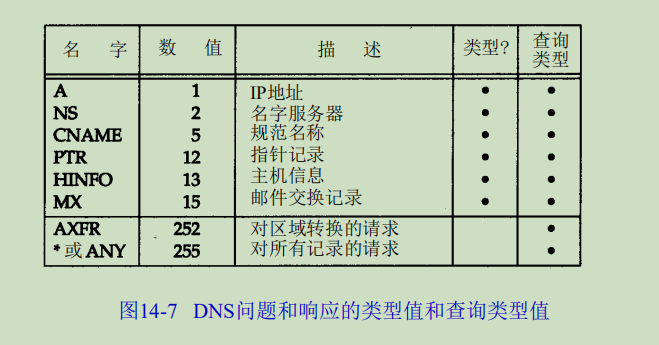 名 字 数 值 描 述 类型? 查询类型
A 1 IP地址 • •
NS 2 名字服务器 • •
CNAME 5 规范名称 • •
PTR 12 指针记录 • •
HINFO 13 主机信息 • •
MX 15 邮件交换记录 • •
AXFR 252 对区域转换的请求 •
*或ANY 255 对所有记录的请求 •
图14-7 DNS问题和响应的类型值和查询类型值